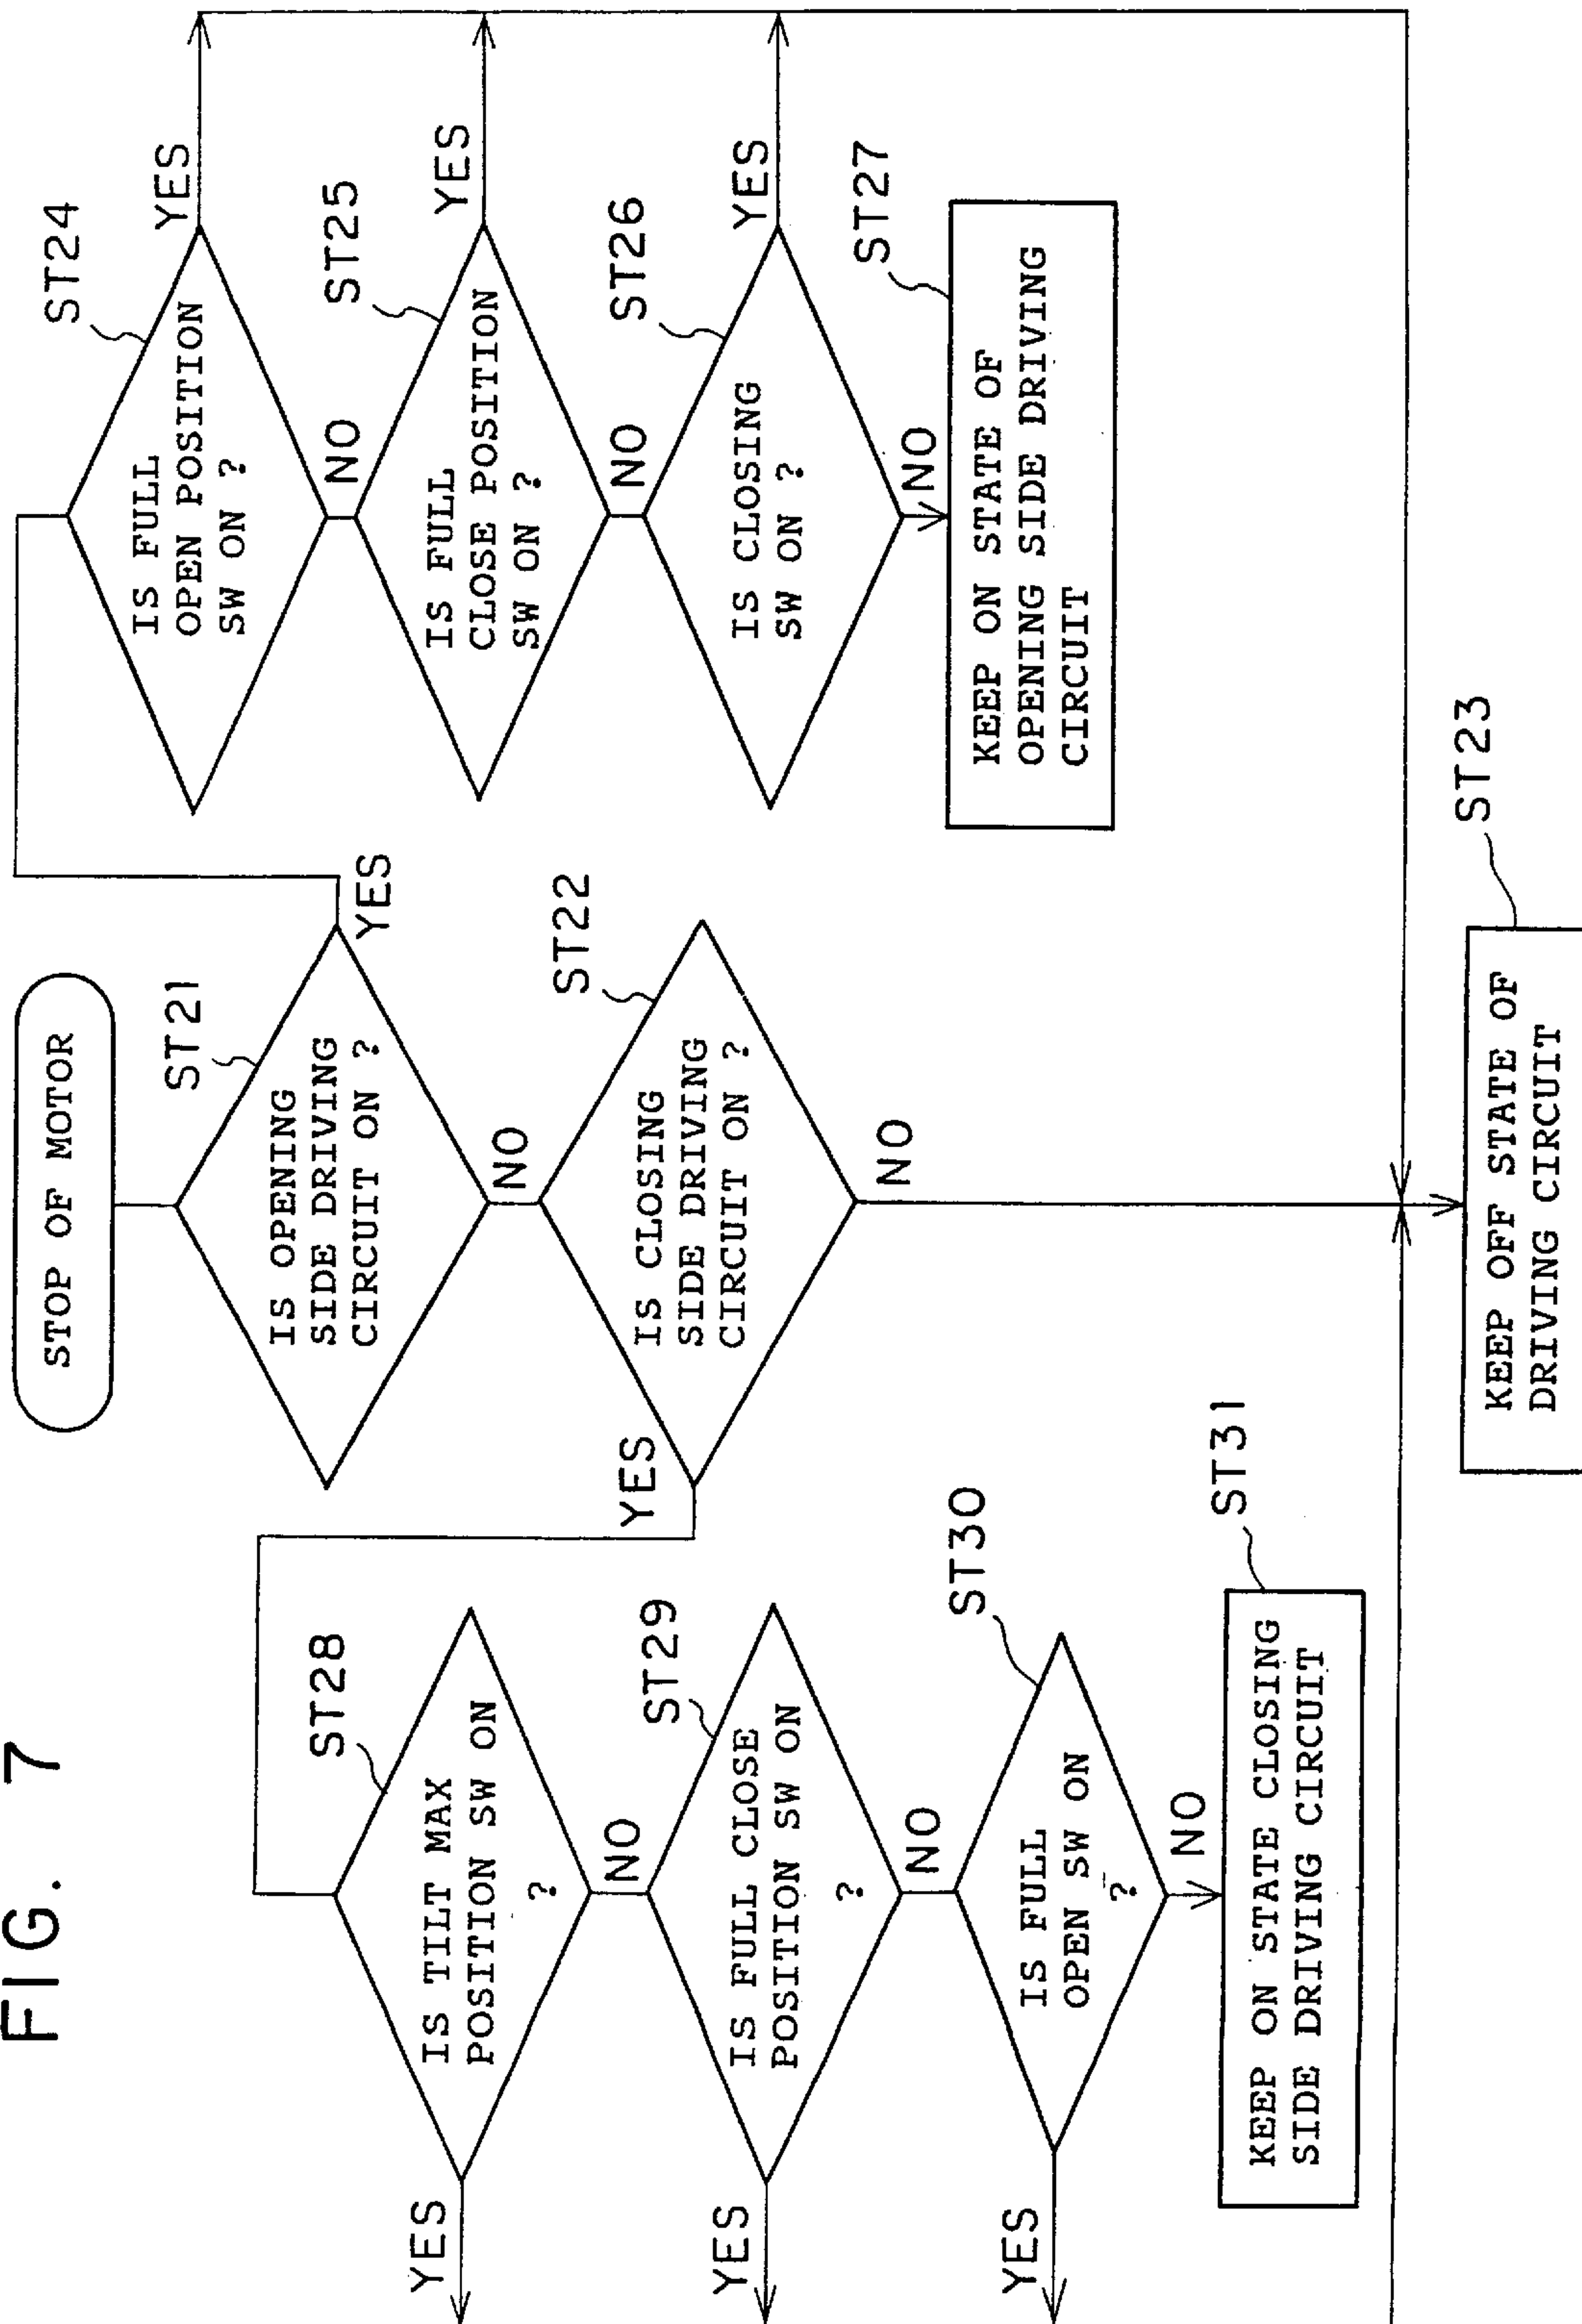 FIG. 7
STOP OF MOTOR
ST21
IS OPENING
SIDE DRIVING
CIRCUIT ON ?
YES
NO
ST22
IS CLOSING
SIDE DRIVING
CIRCUIT ON ?
YES
NO
ST23
KEEP OFF STATE OF
DRIVING CIRCUIT
ST24
IS FULL
OPEN POSITION
SW ON ?
YES
NO
ST25
IS FULL
CLOSE POSITION
SW ON ?
YES
NO
ST26
IS CLOSING
SW ON ?
YES
NO
ST27
KEEP ON STATE OF
OPENING SIDE DRIVING
CIRCUIT
ST28
IS TILT MAX
POSITION SW ON
?
YES
NO
ST29
IS FULL CLOSE
POSITION SW ON
?
YES
NO
ST30
IS FULL
OPEN SW ON
?
YES
NO
ST31
KEEP ON STATE CLOSING
SIDE DRIVING CIRCUIT